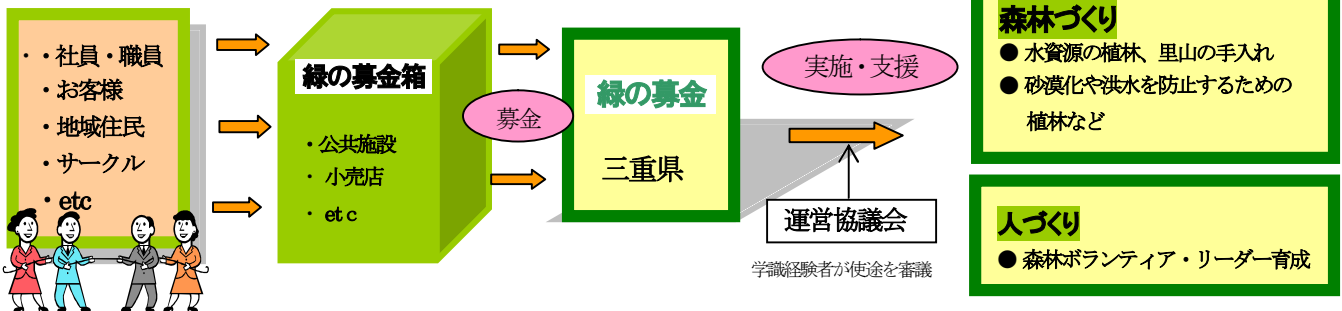 ・・社員・職員
・お客様
・地域住民
・サークル
・etc
緑の募金箱
・公共施設
・ 小売店
・ etc
募金
緑の募金
三重県
実施・支援
運営協議会
学識経験者が使途を審議
森林づくり
● 水資源の植林、里山の手入れ
● 砂漠化や洪水を防止するための
植林など
人づくり
● 森林ボランティア・リーダー育成